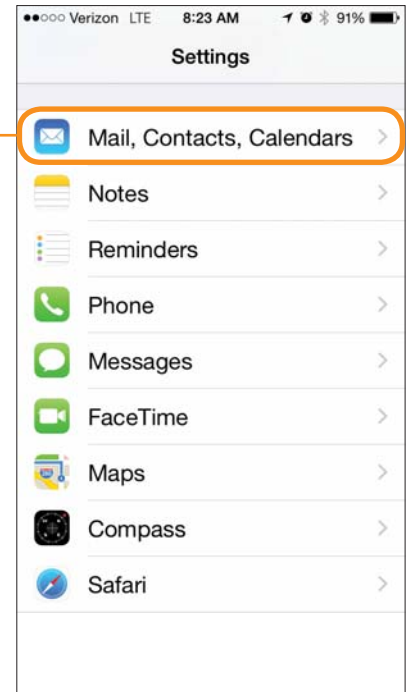 Verizon LTE 8:23 AM 91%
Settings
Mail, Contacts, Calendars
Notes
Reminders
Phone
Messages
FaceTime
Maps
Compass
Safari